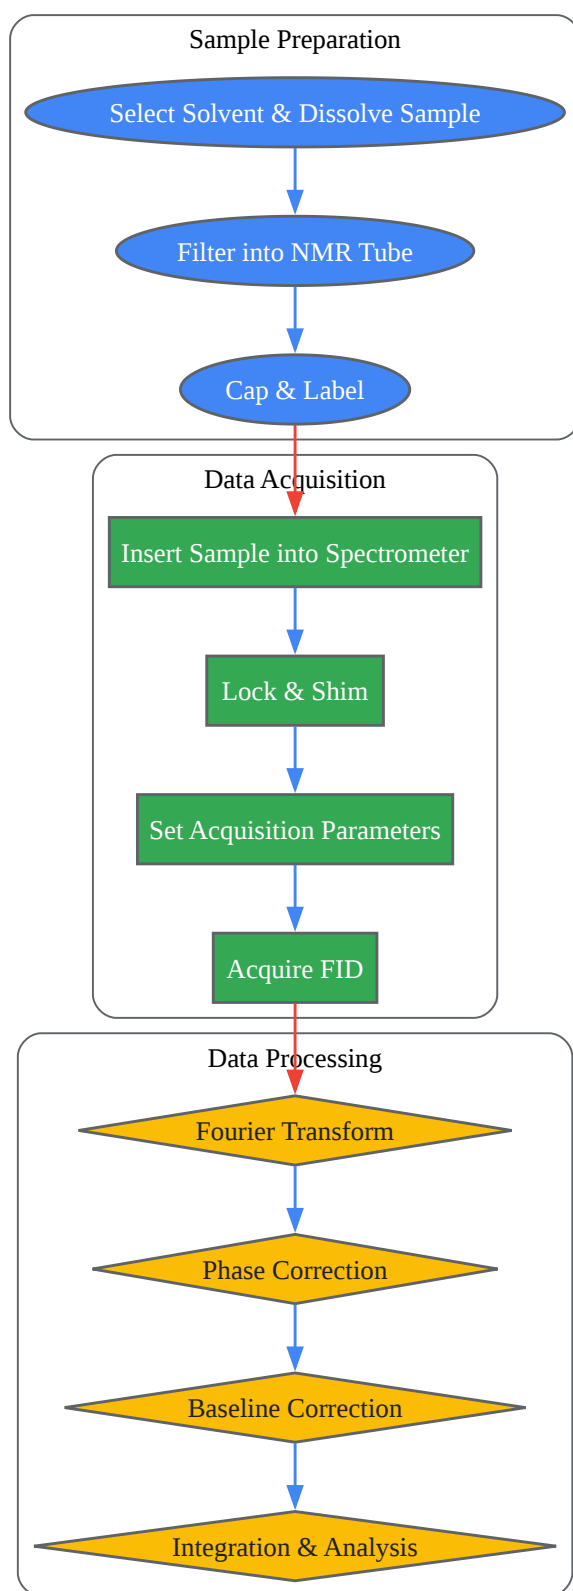 Sample Preparation
Select Solvent & Dissolve Sample
Filter into NMR Tube
Cap & Label
Data Acquisition
Insert Sample into Spectrometer
Lock & Shim
Set Acquisition Parameters
Acquire FID
Data Processing
Fourier Transform
Phase Correction
Baseline Correction
Integration & Analysis